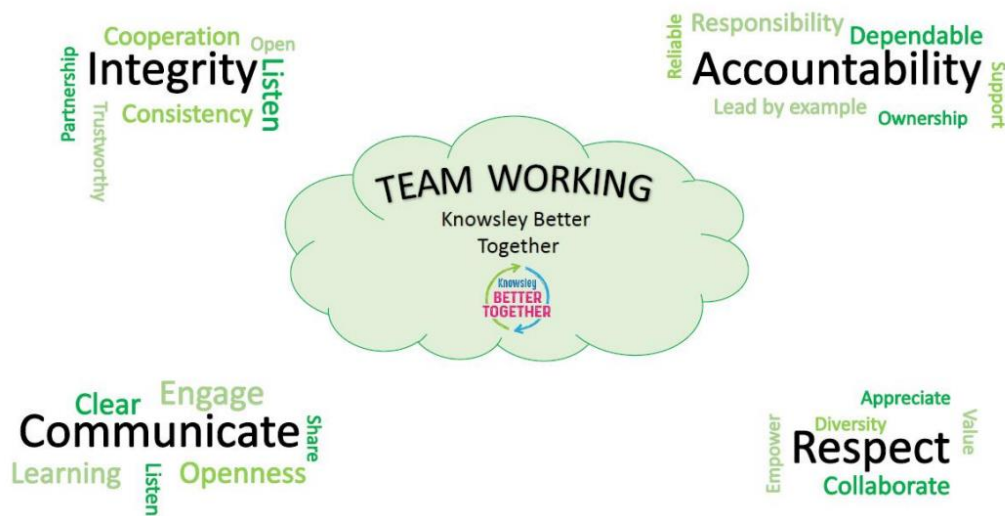 Cooperation
Open
Integrity
Listen
Partnership
Consistency
Trustworthy
Responsibility
Dependable
Reliable
Accountability
Support
Lead by example
Ownership
TEAM WORKING
Knowsley Better
Together
Knowsley
BETTER
TOGETHER
Engage
Clear
Communicate
Share
Learning
Listen
Openness
Appreciate
Diversity
Value
Empower
Respect
Collaborate